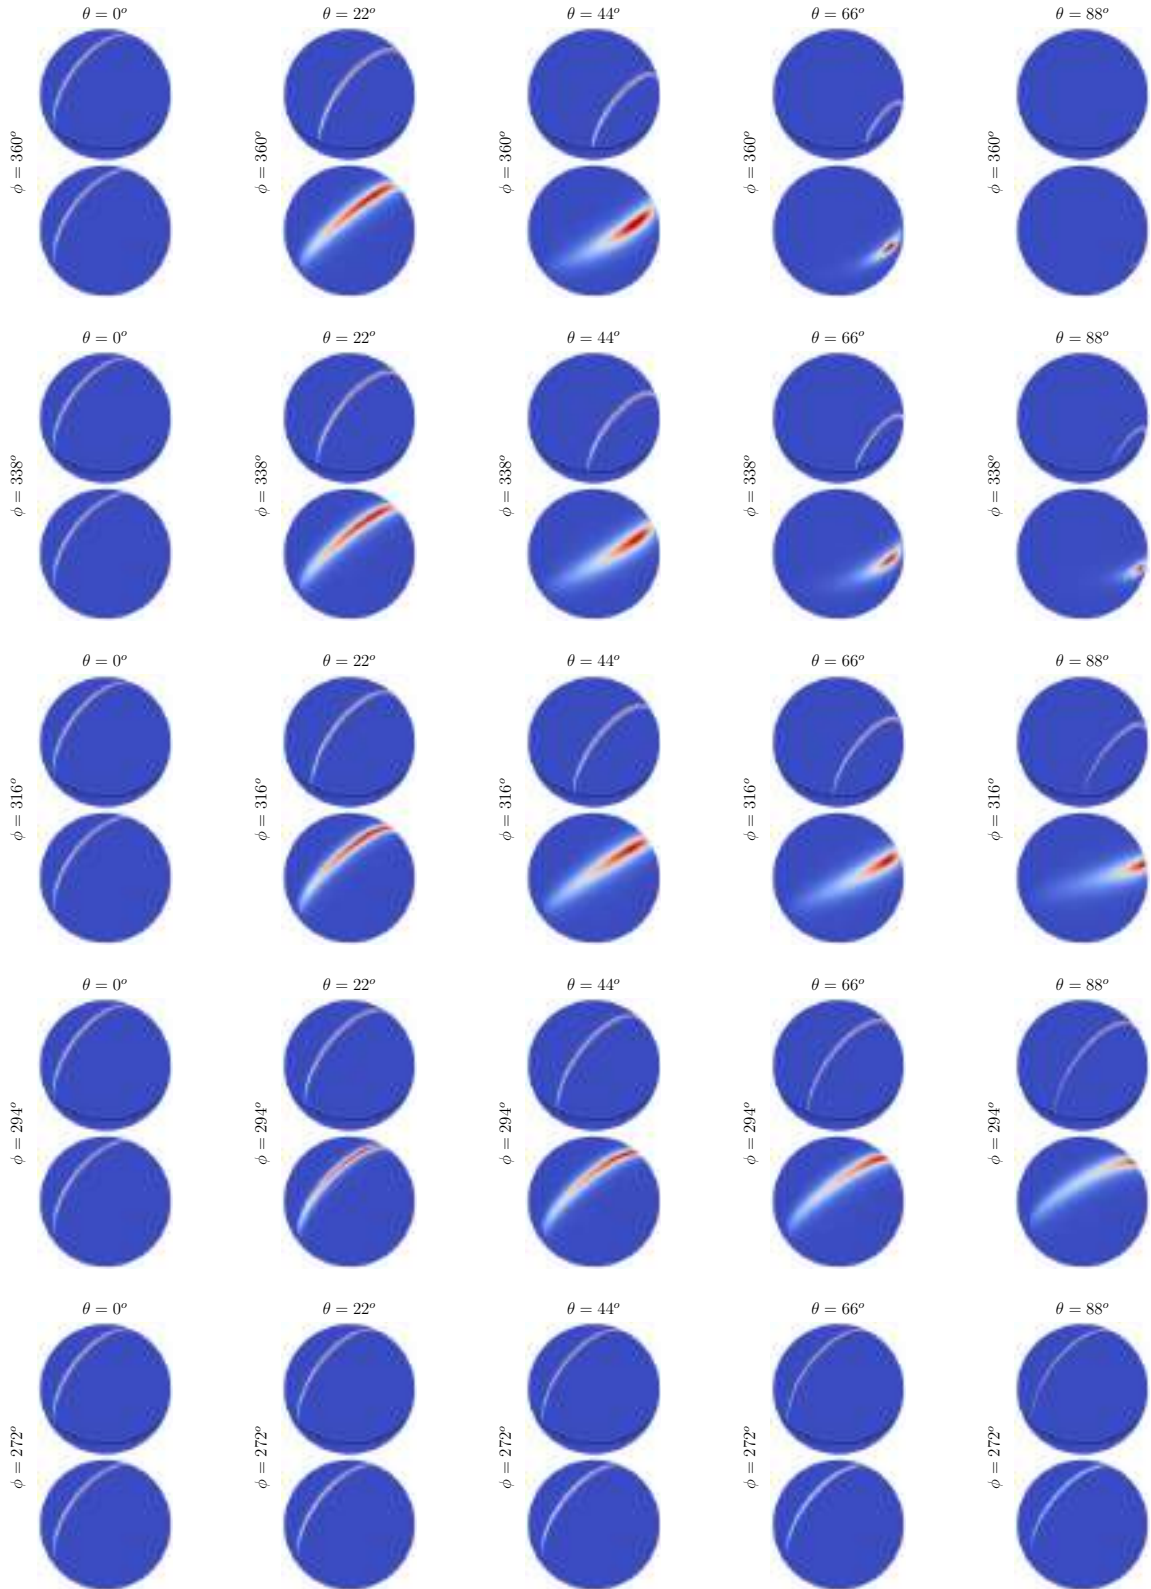 θ = 0° θ = 22° θ = 44° θ = 66° θ = 88°
ϕ = 360° ϕ = 360° ϕ = 360° ϕ = 360° ϕ = 360°
θ = 0° θ = 22° θ = 44° θ = 66° θ = 88°
ϕ = 338° ϕ = 338° ϕ = 338° ϕ = 338° ϕ = 338°
θ = 0° θ = 22° θ = 44° θ = 66° θ = 88°
ϕ = 316° ϕ = 316° ϕ = 316° ϕ = 316° ϕ = 316°
θ = 0° θ = 22° θ = 44° θ = 66° θ = 88°
ϕ = 294° ϕ = 294° ϕ = 294° ϕ = 294° ϕ = 294°
θ = 0° θ = 22° θ = 44° θ = 66° θ = 88°
ϕ = 272° ϕ = 272° ϕ = 272° ϕ = 272° ϕ = 272°